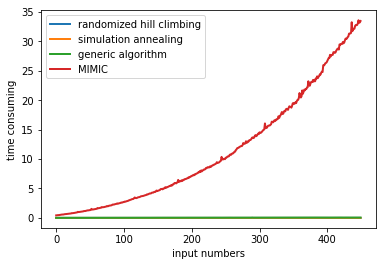 35
30
25
20
15
10
5
0
time consuming
randomized hill climbing
simulation annealing
generic algorithm
MIMIC
0 100 200 300 400
input numbers